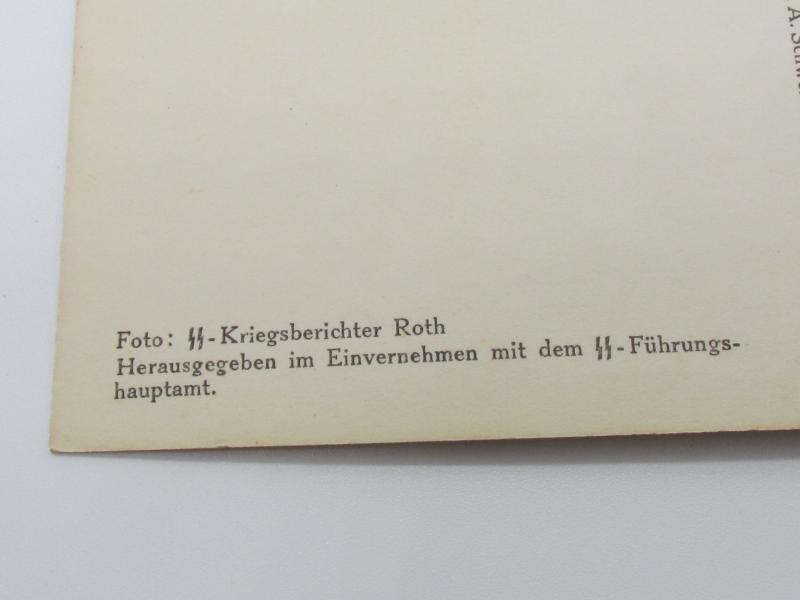 Foto: ᛋᛋ-Kriegsberichter Roth
Herausgegeben im Einvernehmen mit dem ᛋᛋ-Führungs-
hauptamt.
A.